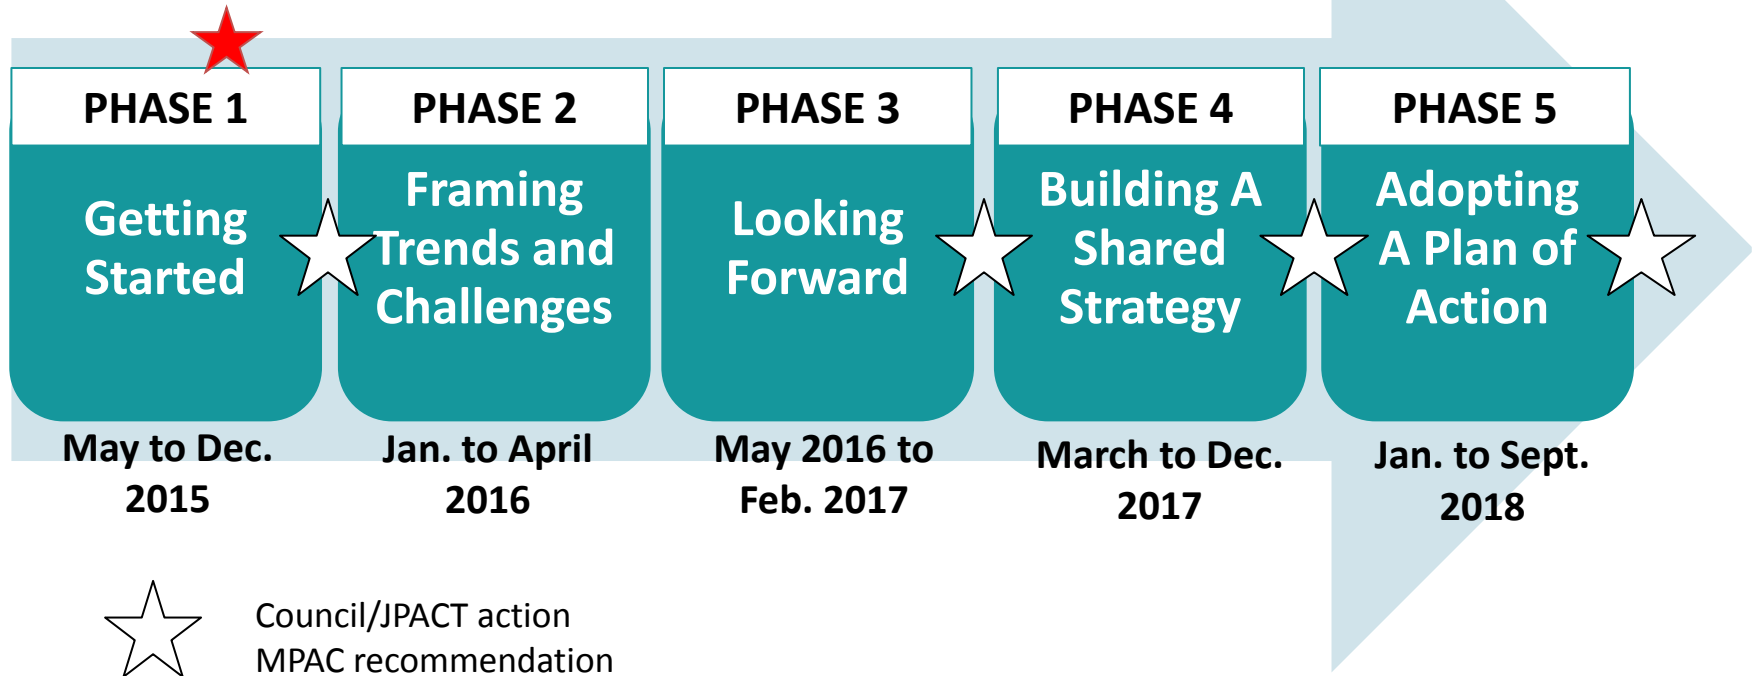 PHASE 1
Getting
Started
May to Dec.
2015
PHASE 2
Framing
Trends and
Challenges
Jan. to April
2016
PHASE 3
Looking
Forward
May 2016 to
Feb. 2017
PHASE 4
Building A
Shared
Strategy
March to Dec.
2017
PHASE 5
Adopting
A Plan of
Action
Jan. to Sept.
2018
Council/JPACT action
MPAC recommendation